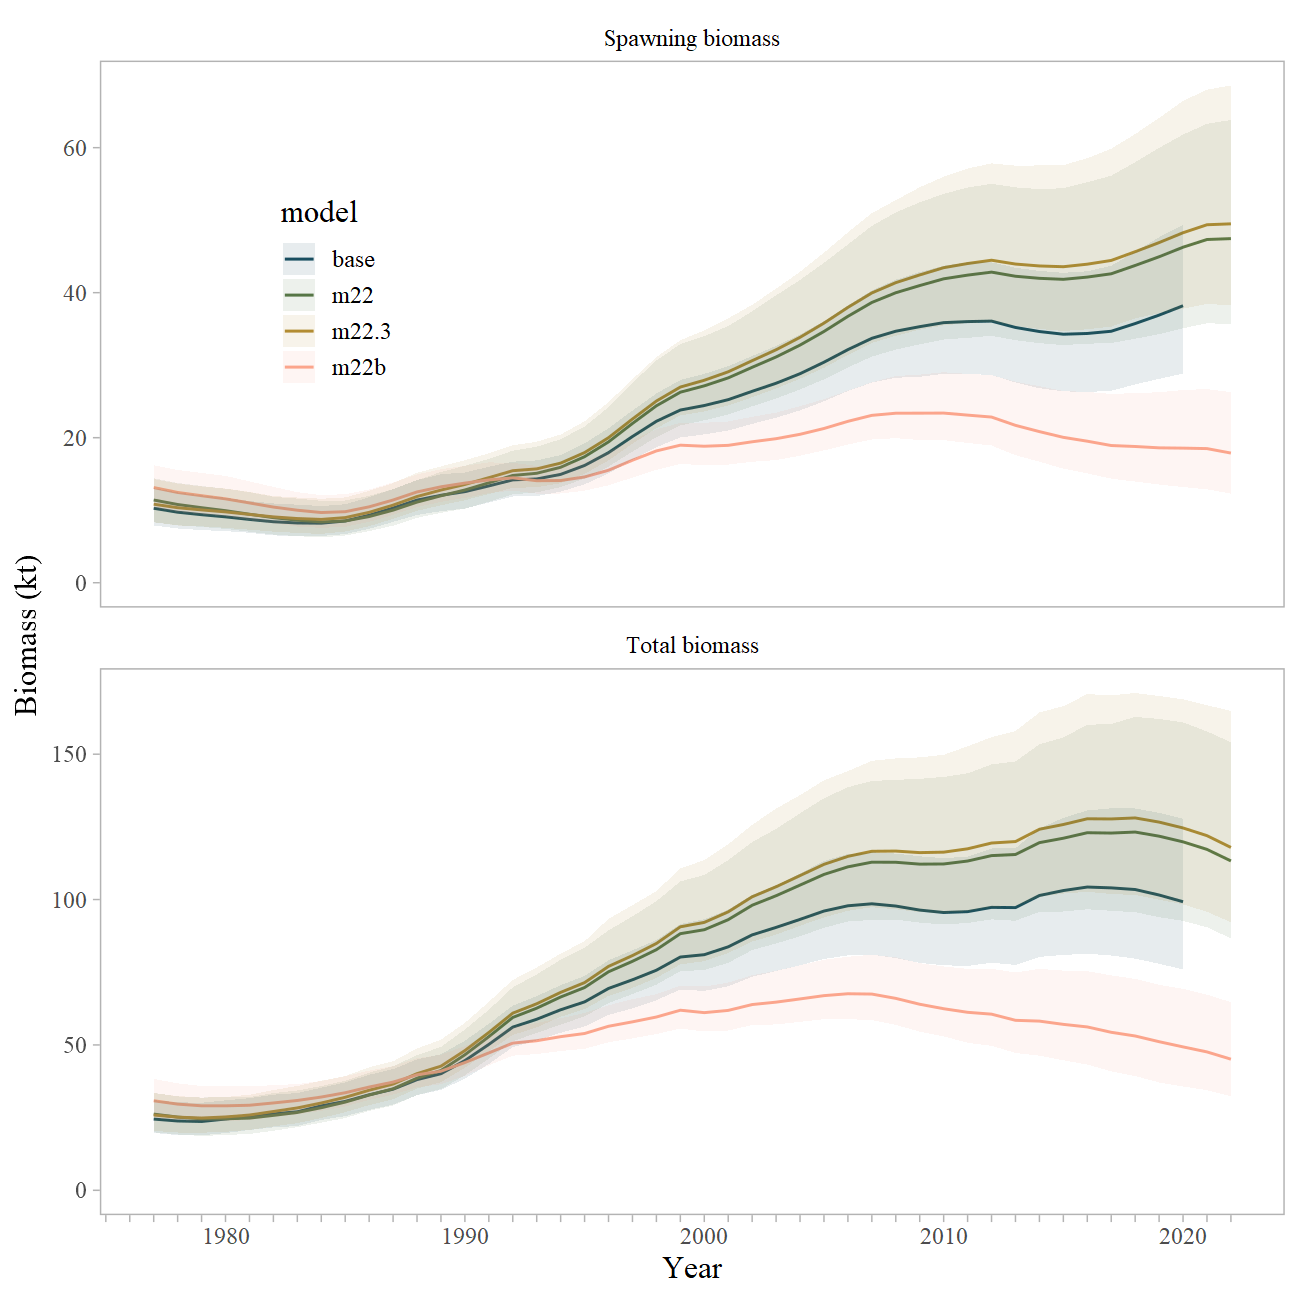 Spawning biomass
60
40
20
0
model
base
m22
m22.3
m22b
Biomass (kt)
Total biomass
150
100
50
0
1980 1990 2000 2010 2020
Year